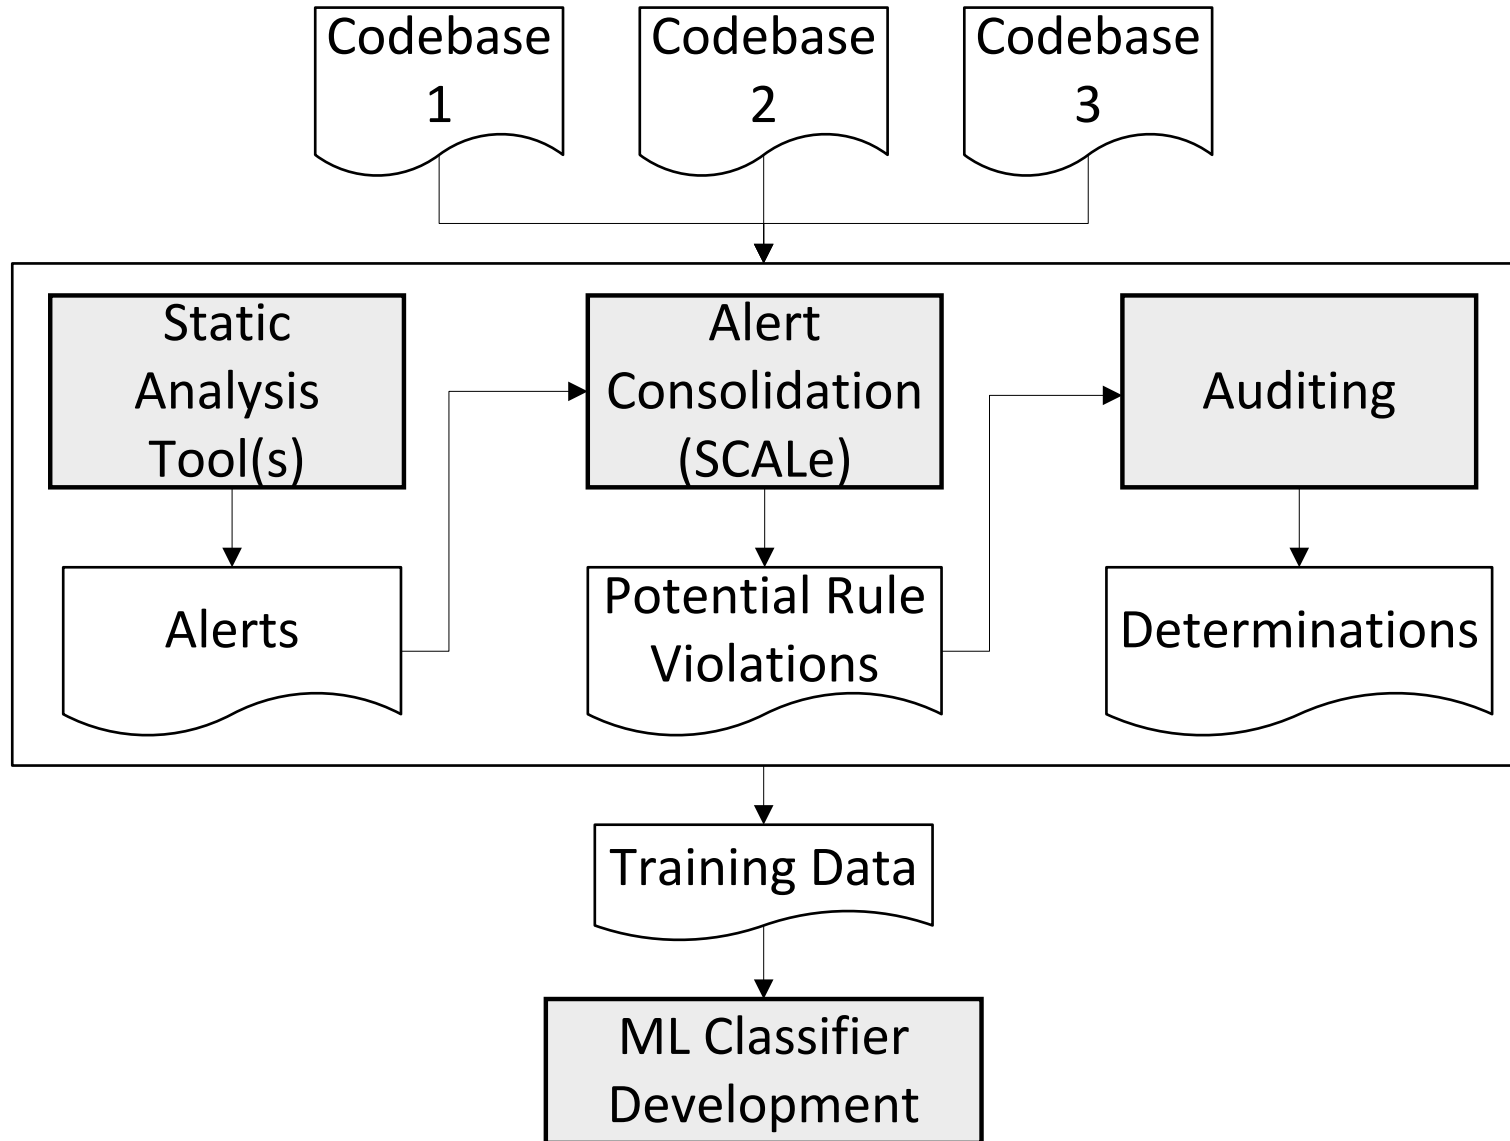 Codebase
1
Codebase
2
Codebase
3
Static
Analysis
Tool(s)
Alert
Consolidation
(SCALe)
Auditing
Alerts
Potential Rule
Violations
Determinations
Training Data
ML Classifier
Development